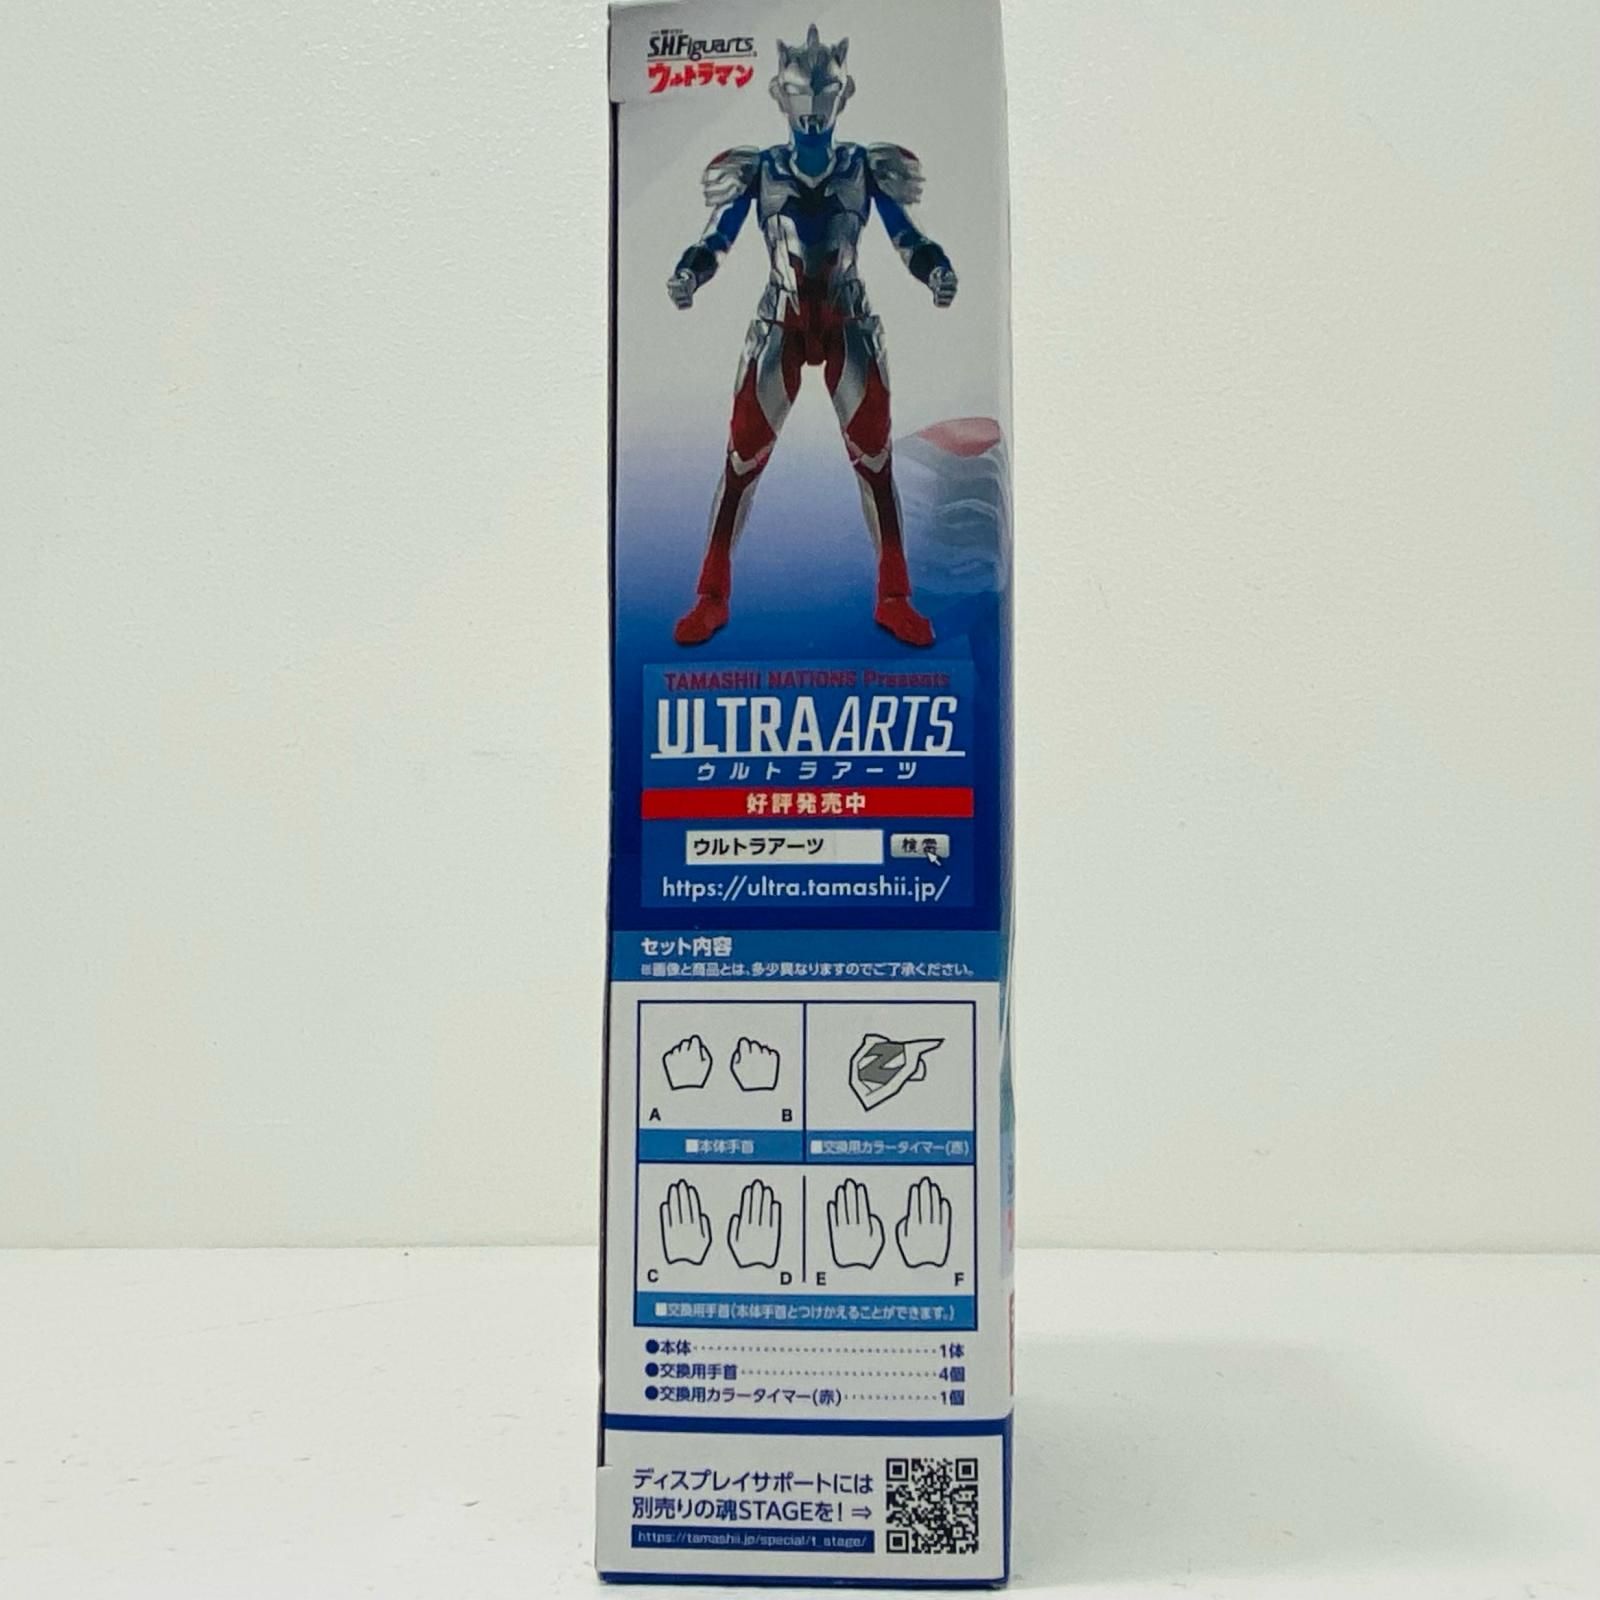 S.H.Figuarts
ウルトラマン
TAMASHII NATIONS Presents
ULTRA ARTS
ウルトラアーツ
好評発売中
ウルトラアーツ 検索
https://ultra.tamashii.jp/
セット内容
※画像と商品とは、多少異なりますのでご了承ください。
A B
■本体手首 ■交換用カラータイマー(赤)
C D E F
■交換用手首(本体手首とつけかえることができます。)
●本体……………………………1体
●交換用手首……………………4個
●交換用カラータイマー(赤)…………1個
ディスプレイサポートには
別売りの魂STAGEを!⇒
https://tamashii.jp/special/t_stage/